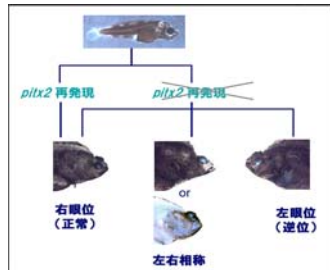 pitx2 再発現
pitx2 再発現
右眼位
(正常)
or
左右相称
左眼位
(逆位)